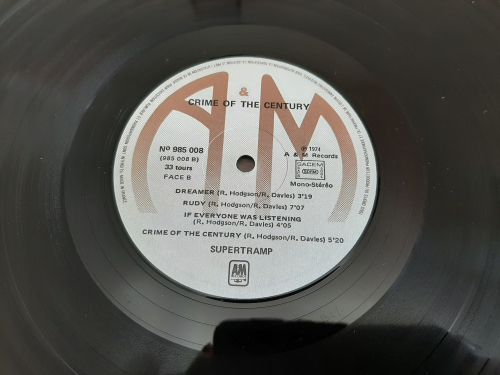 &
A M
CRIME OF THE CENTURY
Nº 985 008
(985 008 B)
33 tours
FACE B
℗ 1974
A & M Records
SACEM
Mono-Stéréo
DREAMER (R. Hodgson/R. Davies) 3'19
RUDY (R. Hodgson/R. Davies) 7'07
IF EVERYONE WAS LISTENING
(R. Hodgson/R. Davies) 4'05
CRIME OF THE CENTURY (R. Hodgson/R. Davies) 5'20
SUPERTRAMP
A&M